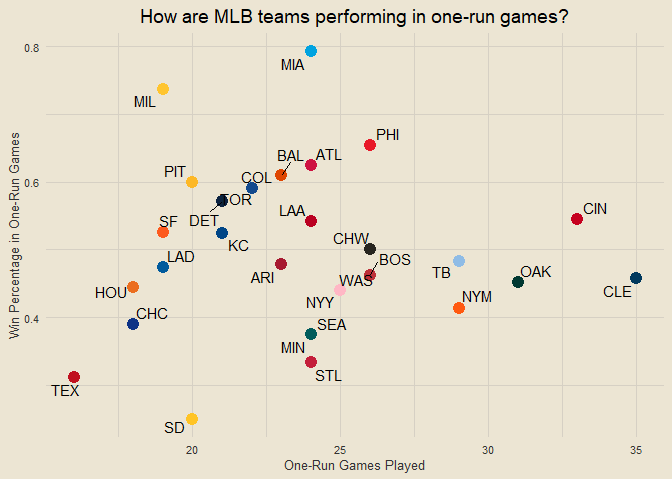 How are MLB teams performing in one-run games?
Win Percentage in One-Run Games
0.8
0.6
0.4
MIA
MIL
PHI
BAL
ATL
PIT
COL
TOR
DET
SF
LAA
CIN
KC
CHW
LAD
ARI
BOS
WAS
TB
OAK
HOU
NYY
NYM
CLE
CHC
SEA
MIN
STL
TEX
SD
20
25
30
35
One-Run Games Played